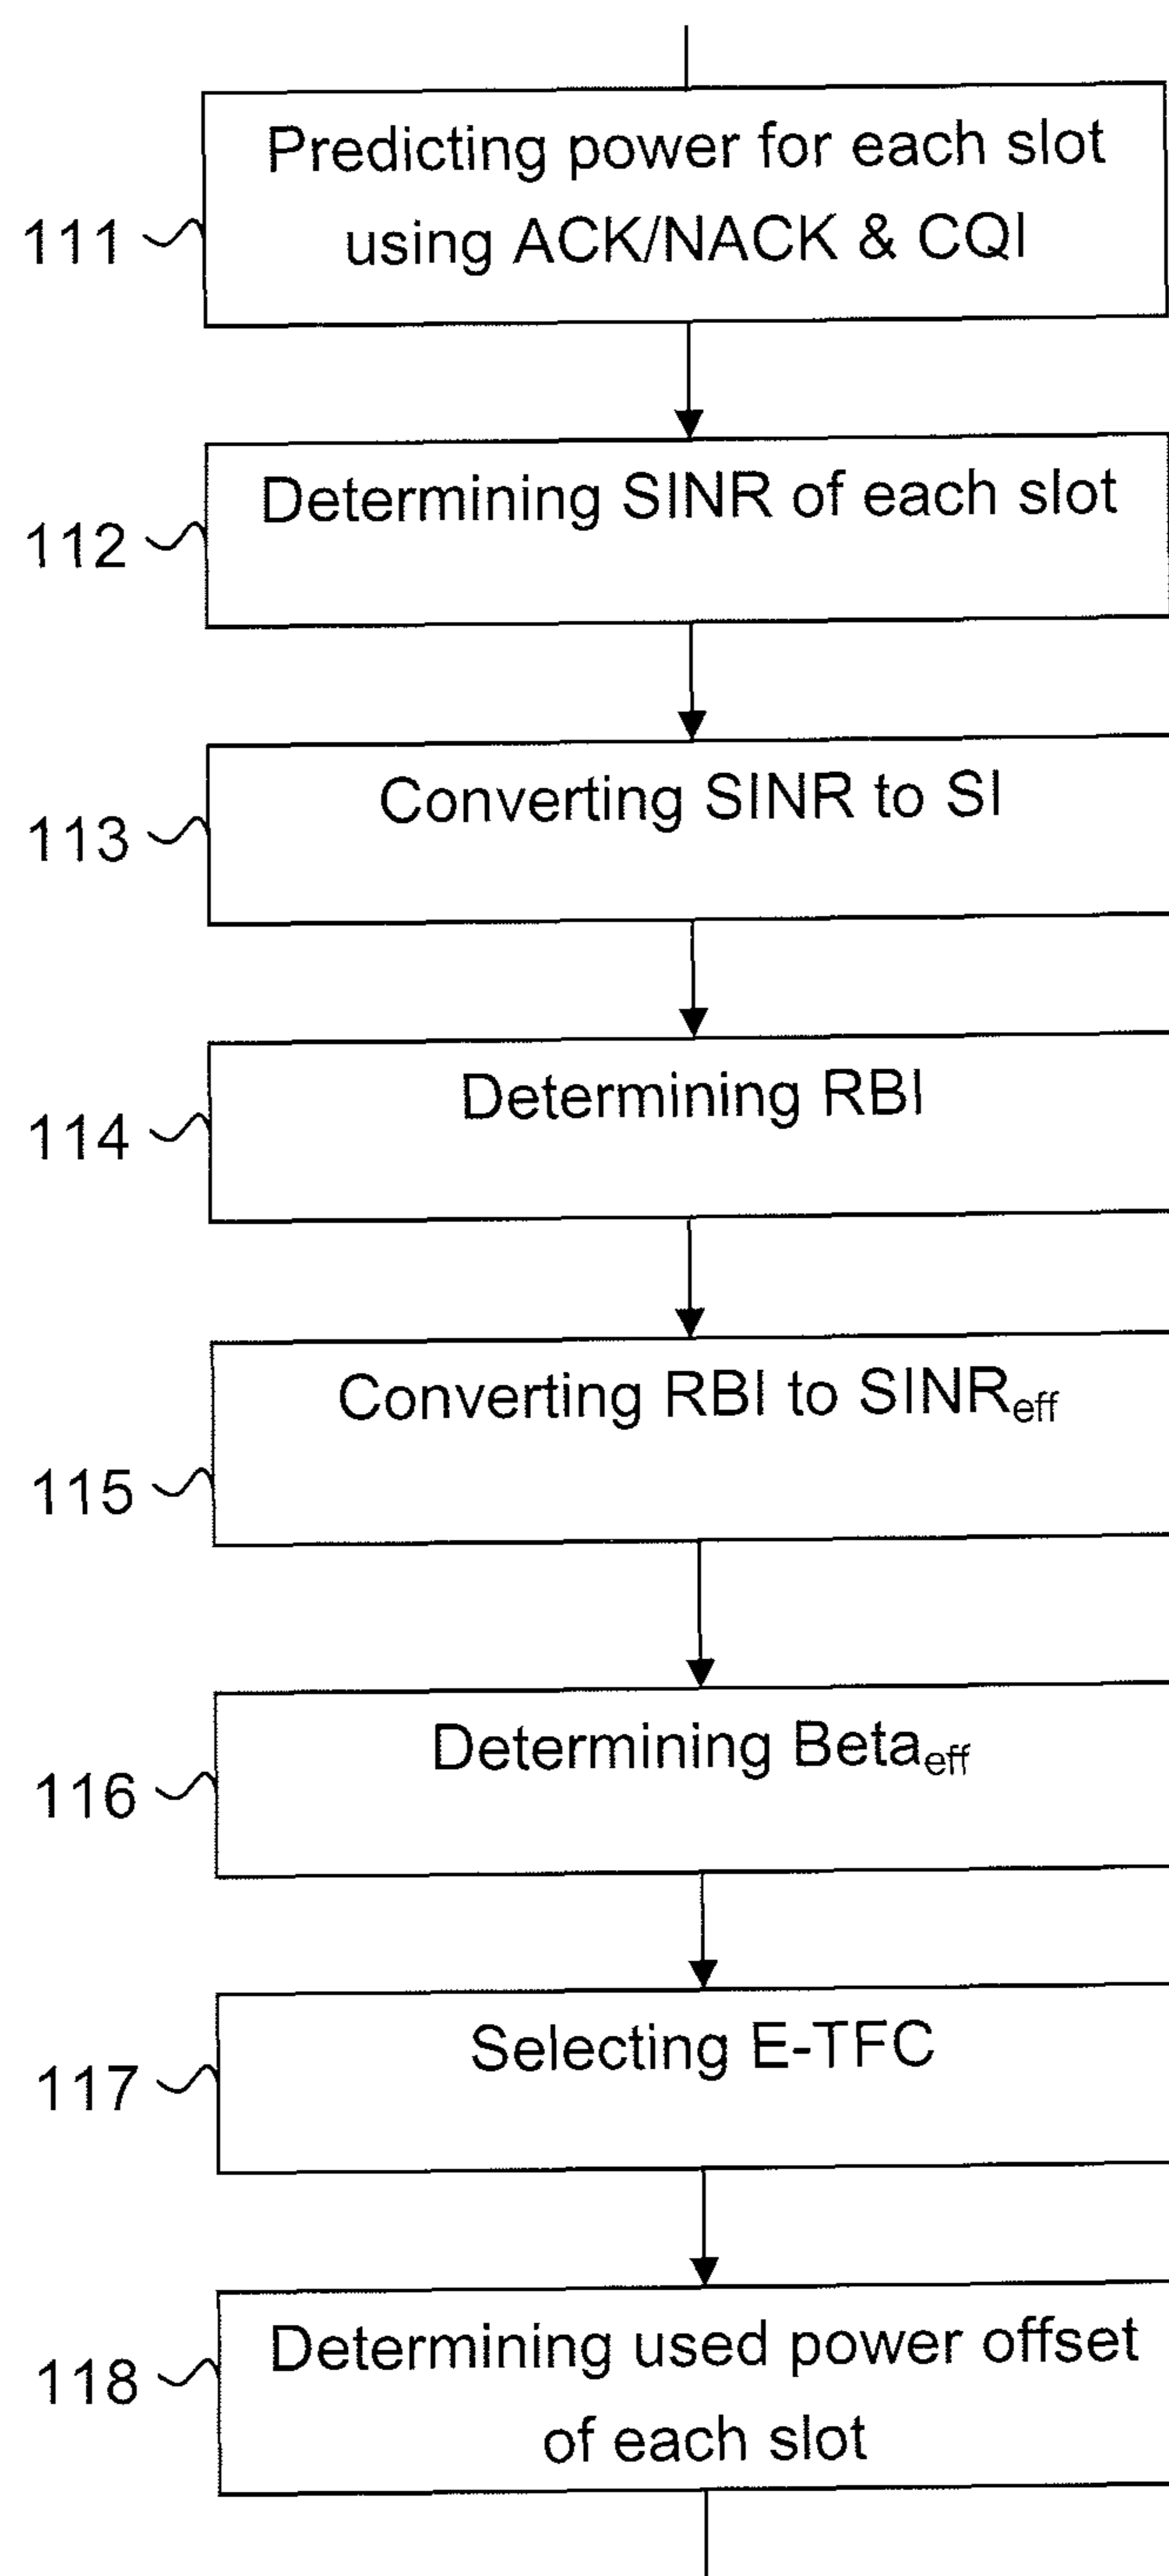 Predicting power for each slot
using ACK/NACK & CQI
111
Determining SINR of each slot
112
Converting SINR to SI
113
Determining RBI
114
Converting RBI to SINReff
115
Determining Betaeff
116
Selecting E-TFC
117
Determining used power offset
of each slot
118